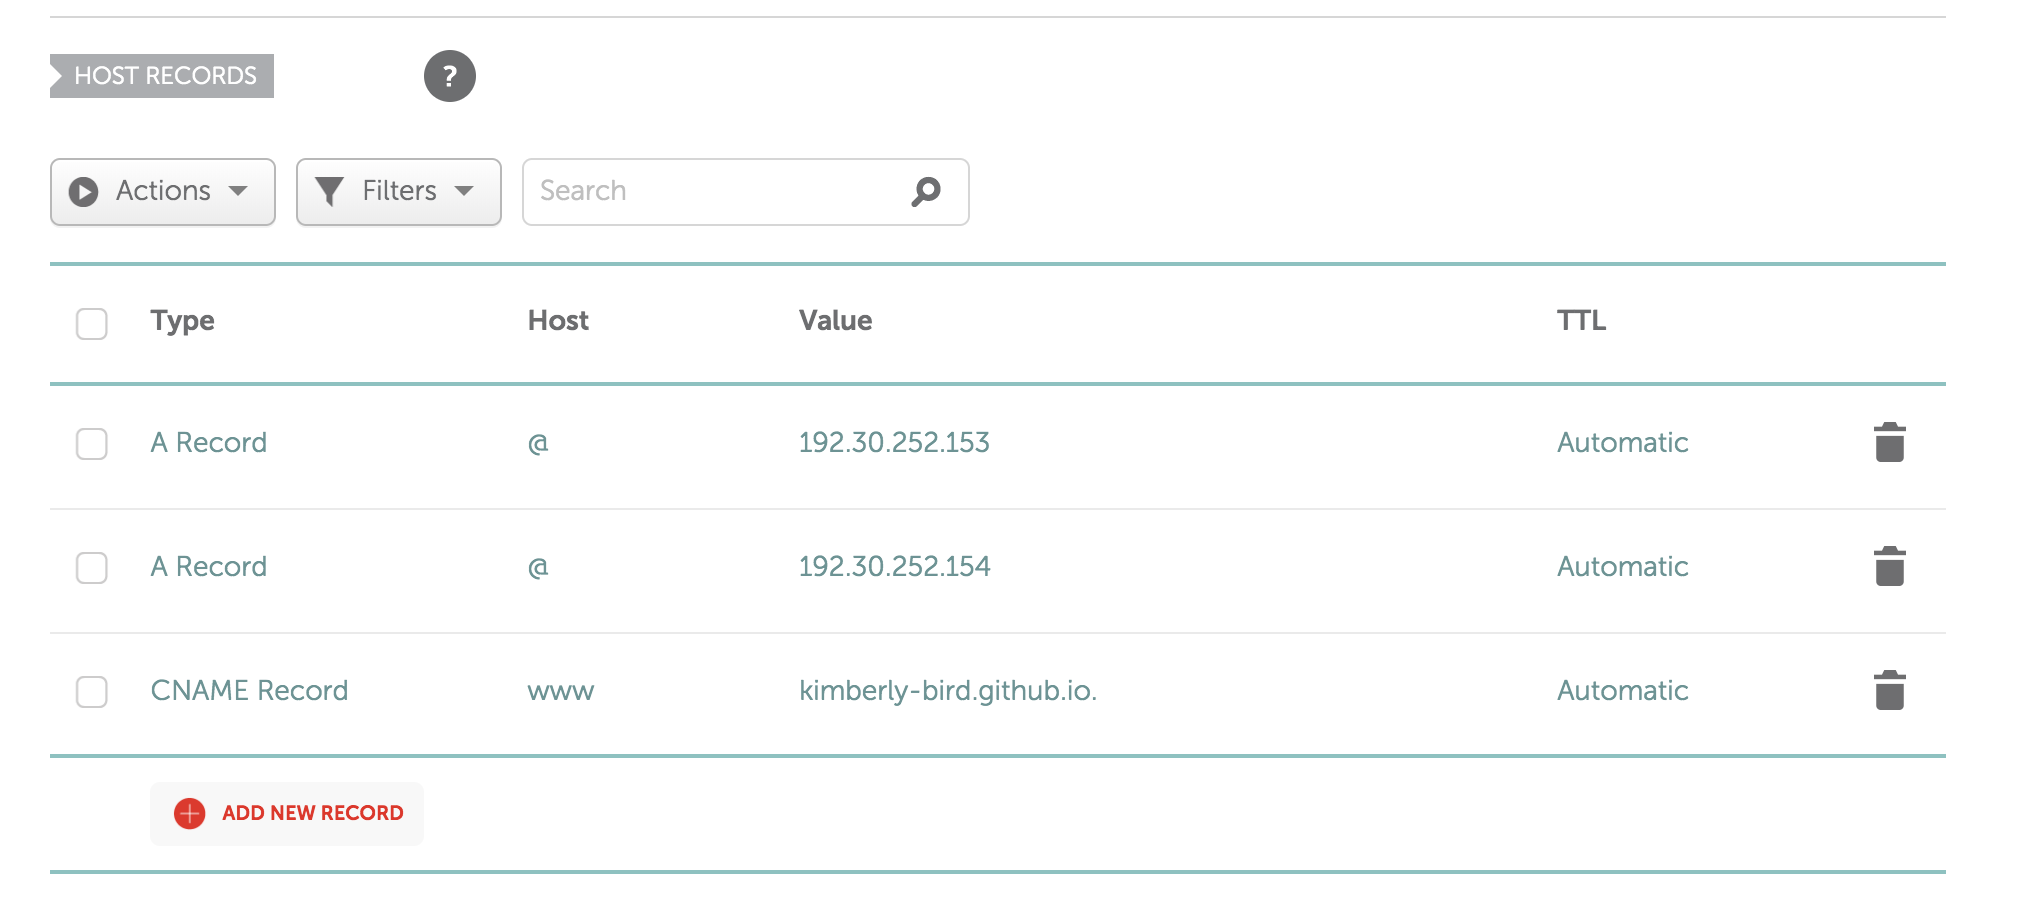 HOST RECORDS ?
Actions Filters Search
Type Host Value TTL
A Record @ 192.30.252.153 Automatic
A Record @ 192.30.252.154 Automatic
CNAME Record www kimberly-bird.github.io. Automatic
ADD NEW RECORD